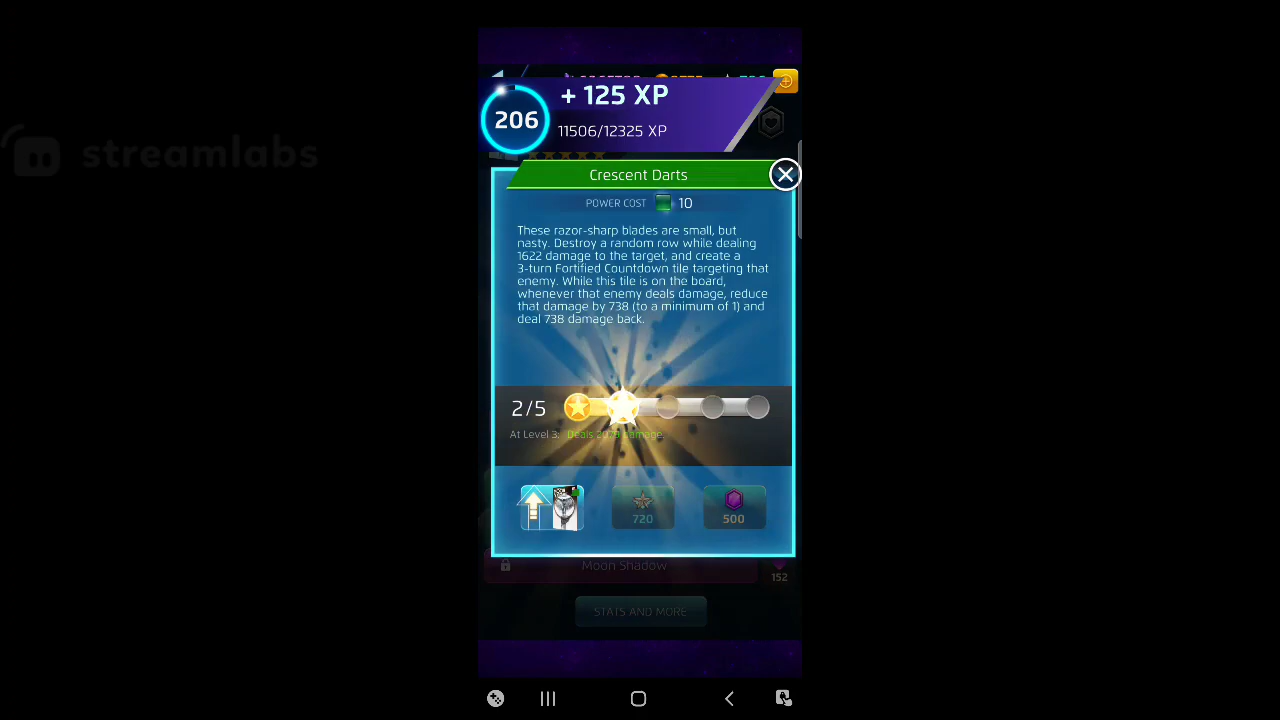 streamlabs
206
+ 125 XP
11506/12325 XP
Crescent Darts
POWER COST 10
These razor-sharp blades are small, but
nasty. Destroy a random row while dealing
1622 damage to the target, and create a
3-turn Fortified Countdown tile targeting that
enemy. While this tile is on the board,
whenever that enemy deals damage, reduce
that damage by 738 (to a minimum of 1) and
deal 738 damage back.
2/5
At Level 3: Deals damage.
720
500
Moon Shadow
152
STATS AND MORE